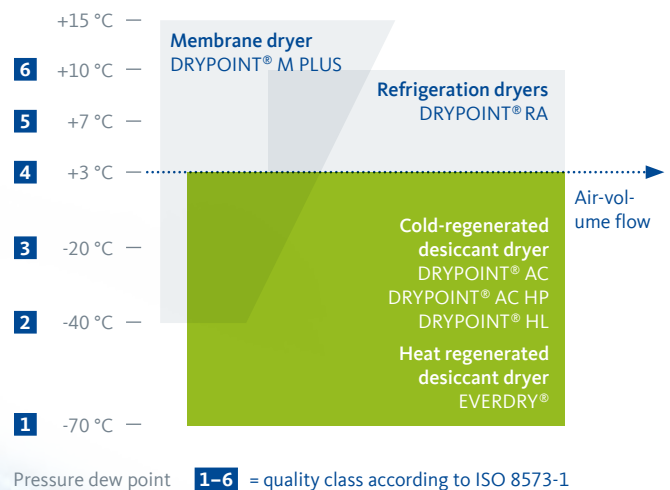 +15 °C
Membrane dryer
DRYPOINT® M PLUS
6 +10 °C
Refrigeration dryers
DRYPOINT® RA
5 +7 °C
4 +3 °C
Air-vol-
ume flow
Cold-regenerated
desiccant dryer
3 -20 °C
DRYPOINT® AC
DRYPOINT® AC HP
2 -40 °C
DRYPOINT® HL
Heat regenerated
desiccant dryer
EVERDRY®
1 -70 °C
Pressure dew point 1–6 = quality class according to ISO 8573-1